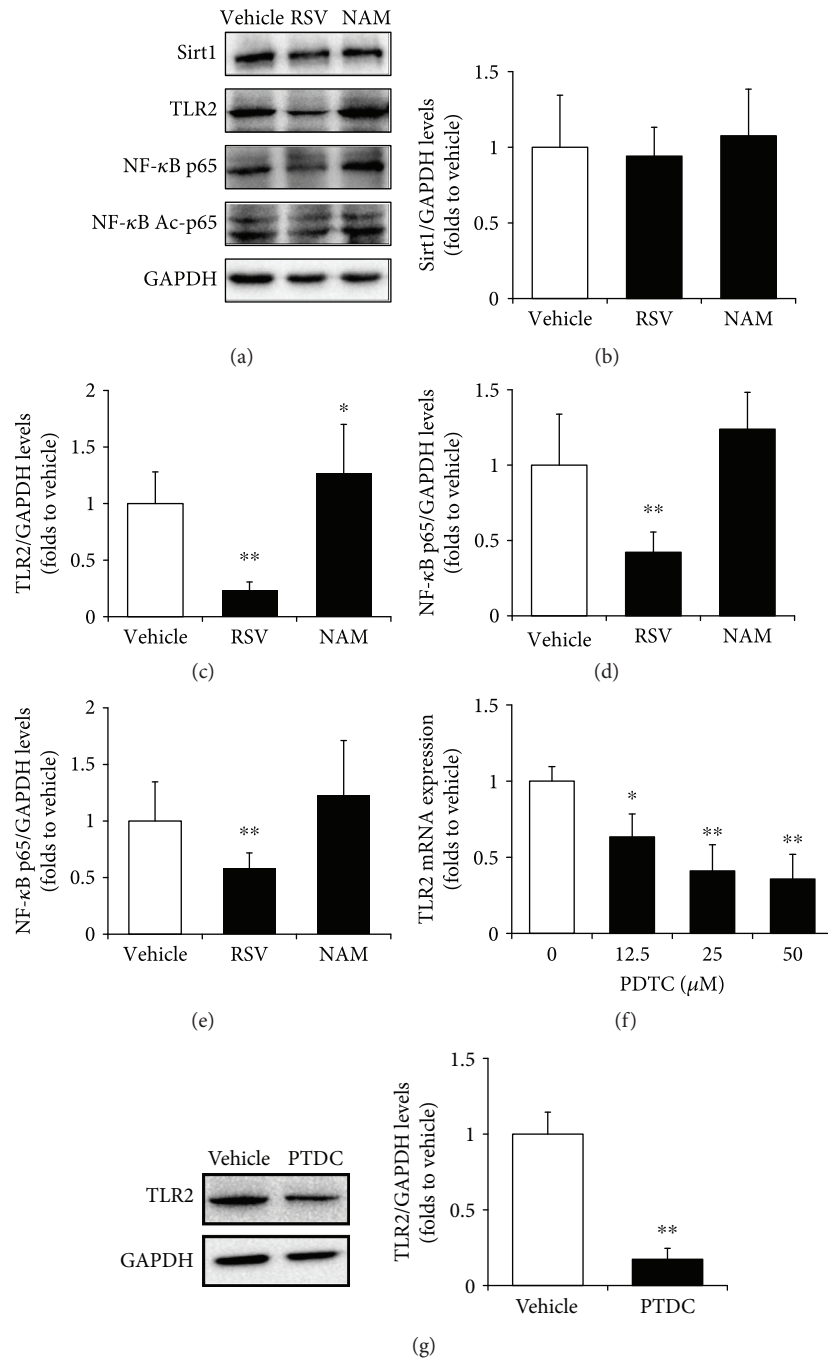 Vehicle RSV NAM
Sirt1
TLR2
NF-κB p65
NF-κB Ac-p65
GAPDH
(a)
Sirt1/GAPDH levels
(folds to vehicle)
1.5
1
0.5
0
Vehicle RSV NAM
(b)
TLR2/GAPDH levels
(folds to vehicle)
2
1.5
1
0.5
0
**
*
Vehicle RSV NAM
(c)
NF-κB p65/GAPDH levels
(folds to vehicle)
1.5
1
0.5
0
**
Vehicle RSV NAM
(d)
NF-κB p65/GAPDH levels
(folds to vehicle)
2
1.5
1
0.5
0
**
Vehicle RSV NAM
(e)
TLR2 mRNA expression
(folds to vehicle)
1.5
1
0.5
0
*
**
**
0 12.5 25 50
PDTC (μM)
(f)
Vehicle PTDC
TLR2
GAPDH
TLR2/GAPDH levels
(folds to vehicle)
1.5
1
0.5
0
**
Vehicle PTDC
(g)